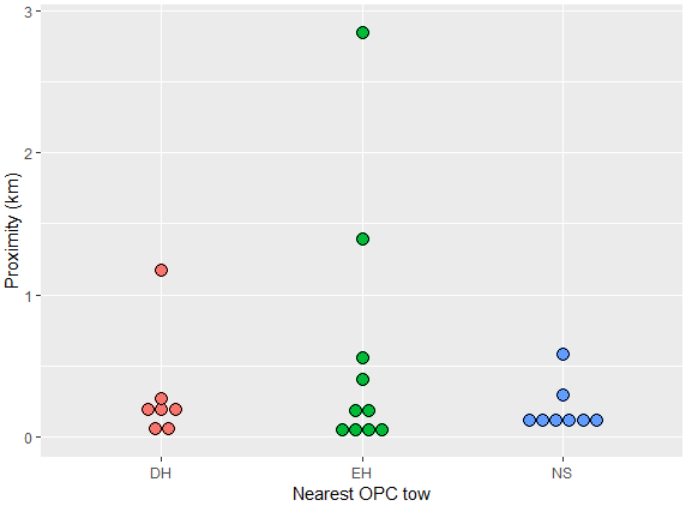 3
2
1
0
Proximity (km)
DH EH NS
Nearest OPC tow